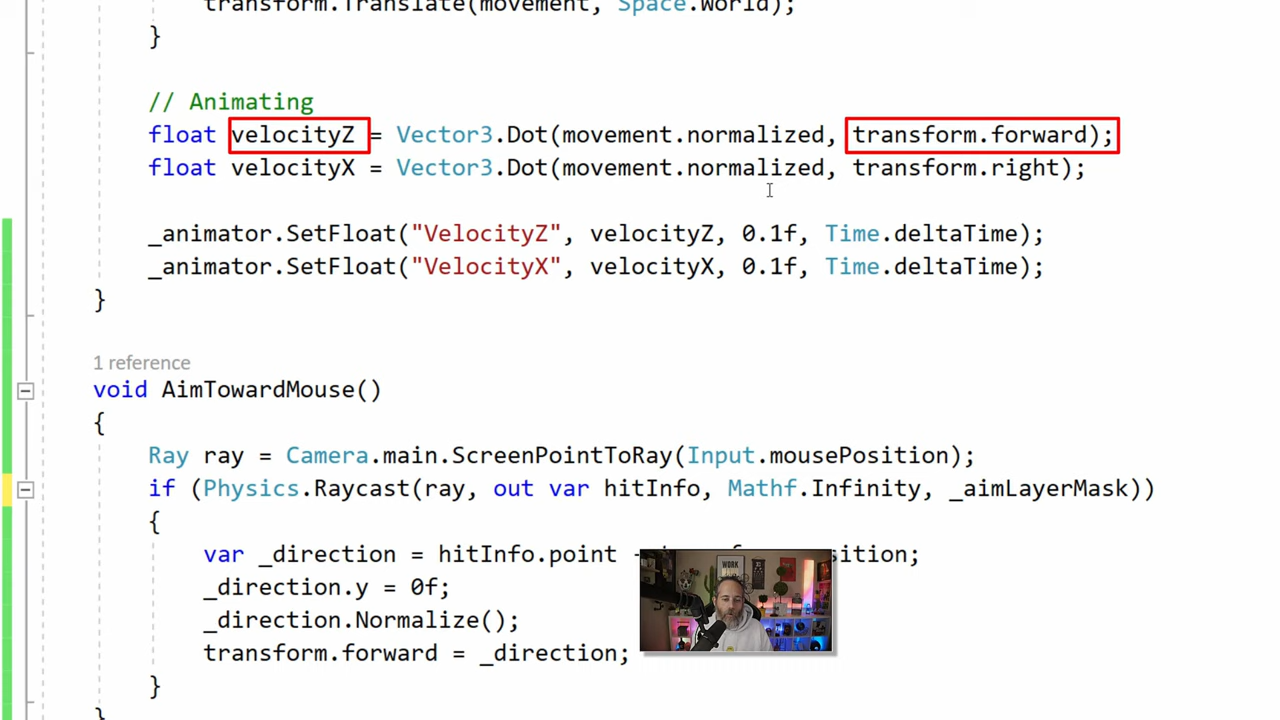 transform.Translate(movement, Space.World);
}
// Animating
float velocityZ = Vector3.Dot(movement.normalized, transform.forward);
float velocityX = Vector3.Dot(movement.normalized, transform.right);
_animator.SetFloat("VelocityZ", velocityZ, 0.1f, Time.deltaTime);
_animator.SetFloat("VelocityX", velocityX, 0.1f, Time.deltaTime);
}
1 reference
void AimTowardMouse()
{
Ray ray = Camera.main.ScreenPointToRay(Input.mousePosition);
if (Physics.Raycast(ray, out var hitInfo, Mathf.Infinity, _aimLayerMask))
{
var _direction = hitInfo.point
_direction.y = 0f;
_direction.Normalize();
transform.forward = _direction;
}
}
WORK